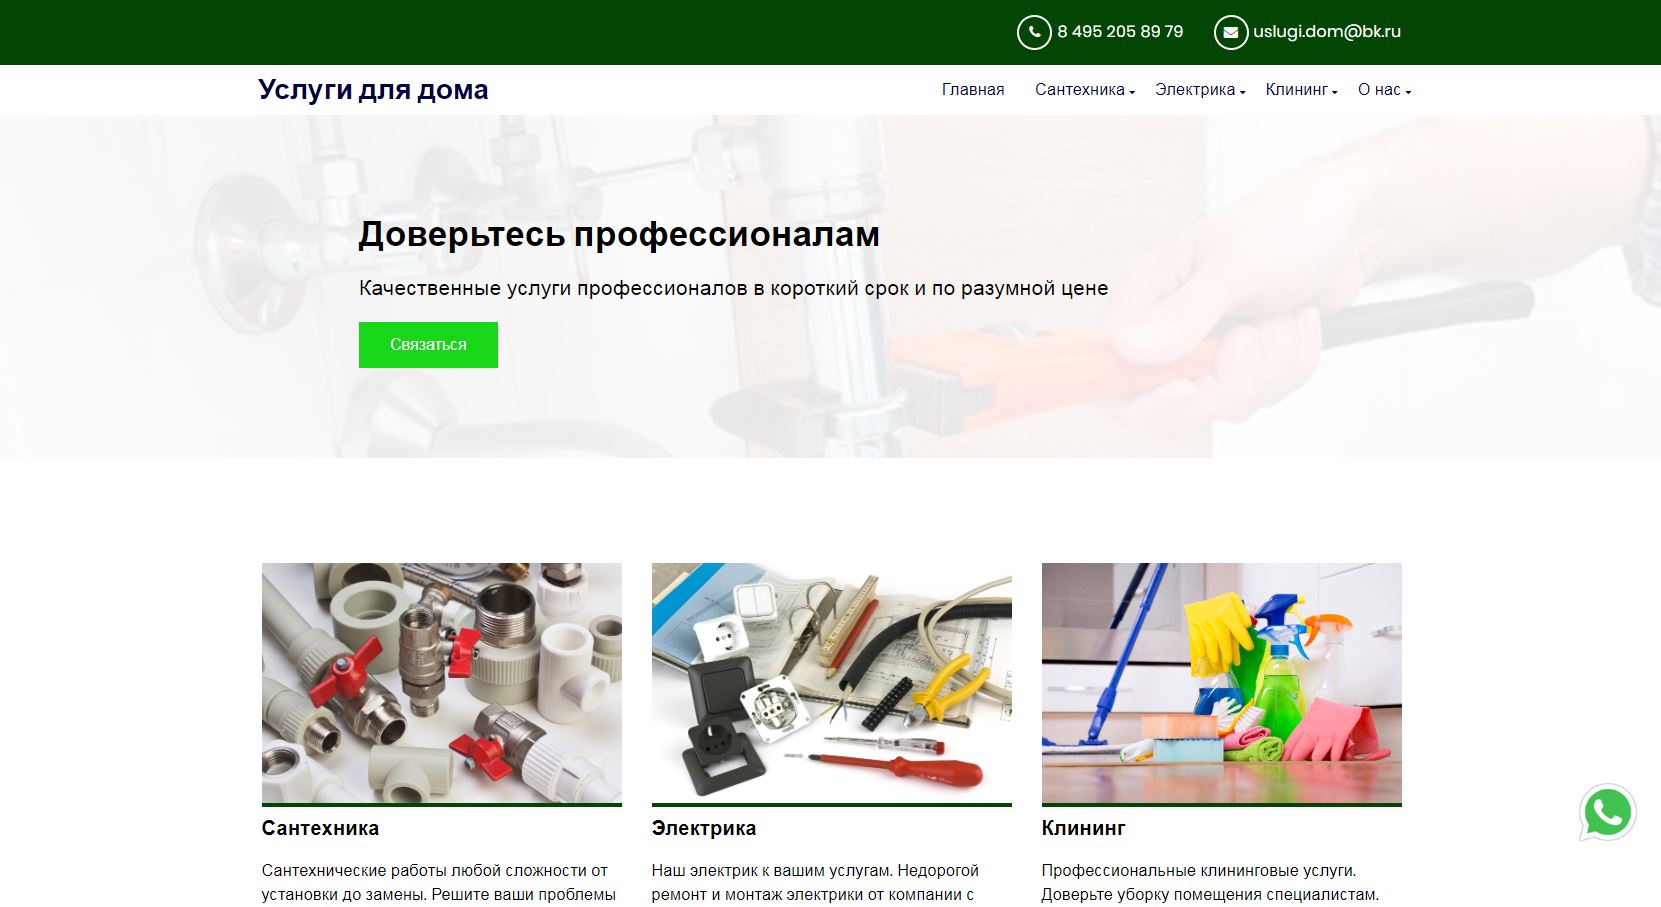 8 495 205 89 79
uslugi.dom@bk.ru
Услуги для дома
Главная
Сантехника
Электрика
Клининг
О нас
Доверьтесь профессионалам
Качественные услуги профессионалов в короткий срок и по разумной цене
Связаться
Сантехника
Сантехнические работы любой сложности от
установки до замены. Решите ваши проблемы
Электрика
Наш электрик к вашим услугам. Недорогой
ремонт и монтаж электрики от компании с
Клининг
Профессиональные клининговые услуги.
Доверьте уборку помещения специалистам.